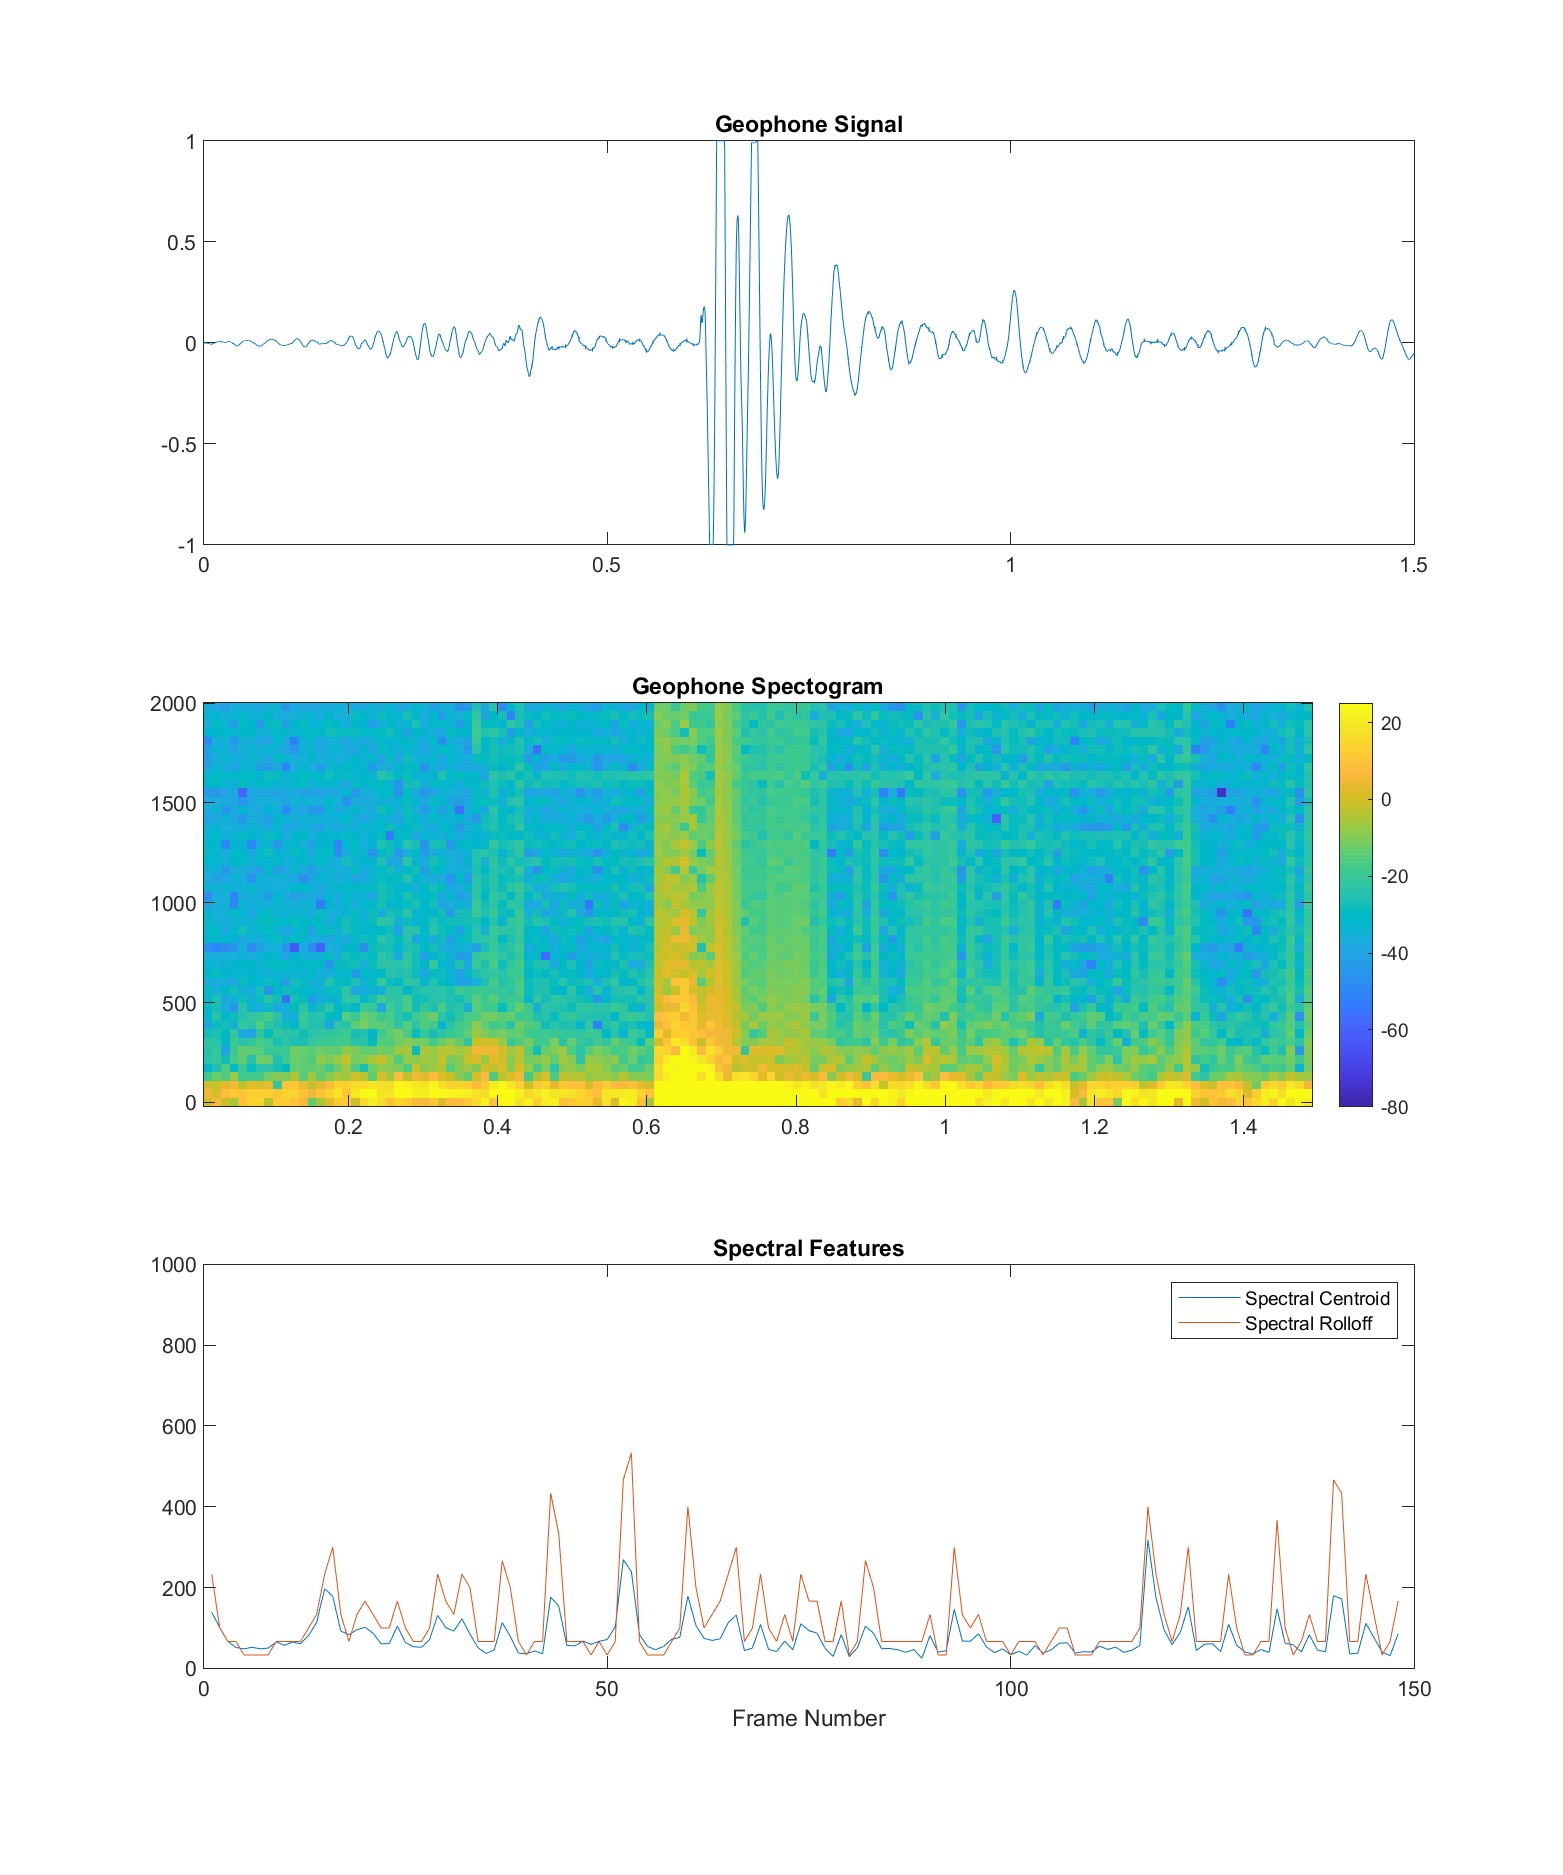 Geophone Signal
1
0.5
0
-0.5
-1
0 0.5 1 1.5
Geophone Spectogram
2000
1500
1000
500
0
0.2 0.4 0.6 0.8 1 1.2 1.4
20
0
-20
-40
-60
-80
Spectral Features
1000
800
600
400
200
0
Spectral Centroid
Spectral Rolloff
0 50 100 150
Frame Number